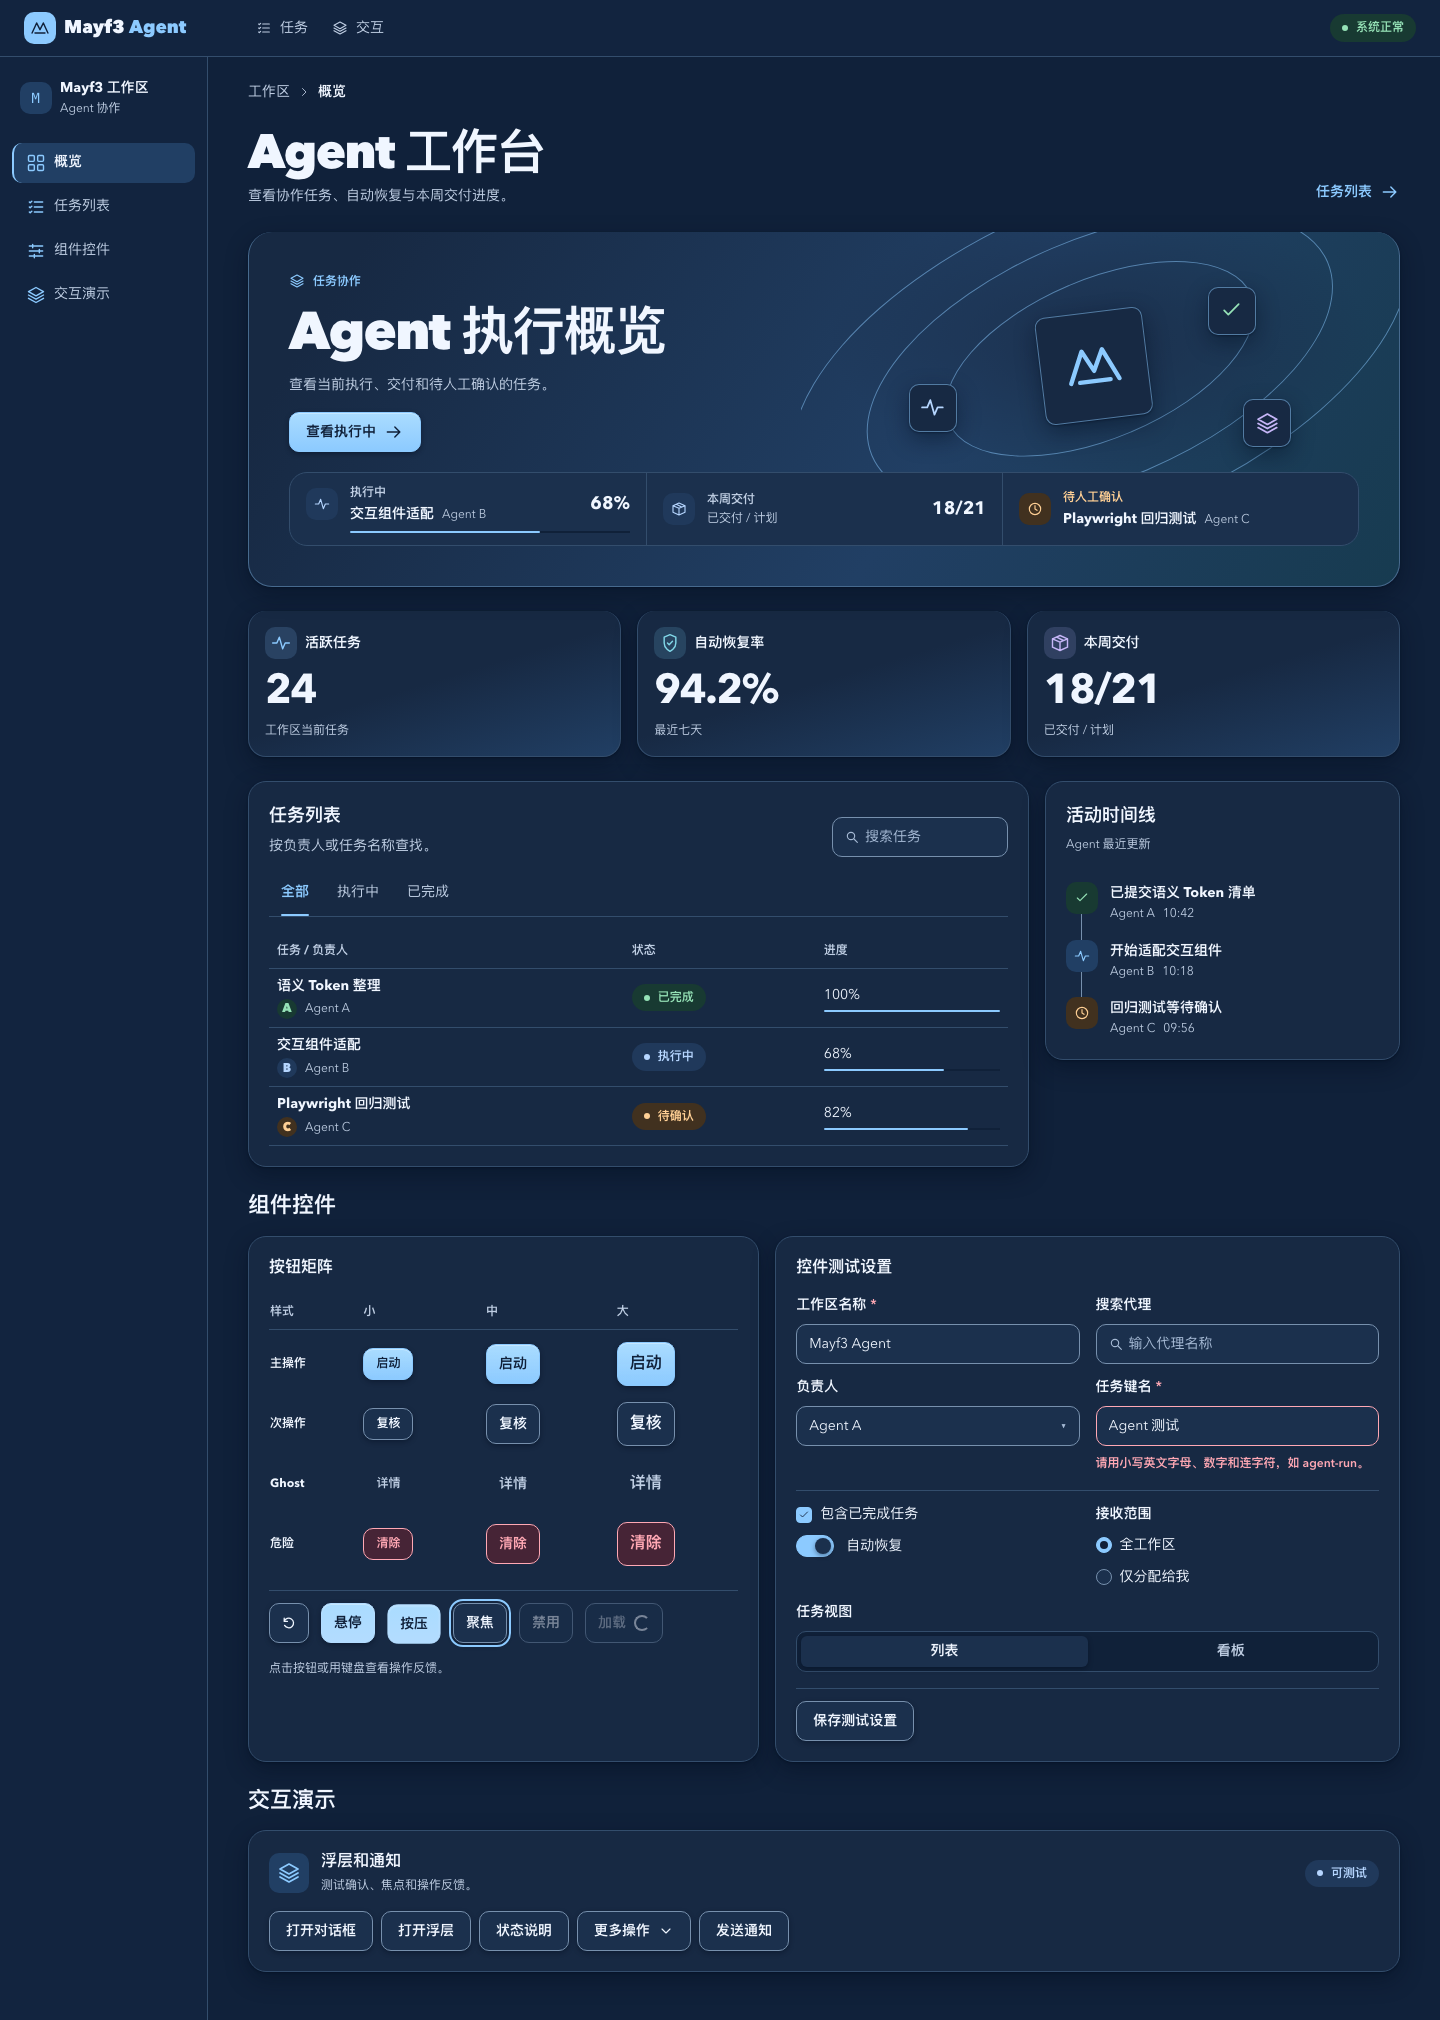 Mayf3 Agent
任务
交互
系统正常
M
Mayf3 工作区
Agent 协作
概览
任务列表
组件控件
交互演示
工作区 > 概览
Agent 工作台
查看协作任务、自动恢复与本周交付进度。
任务列表
任务协作
Agent 执行概览
查看当前执行、交付和待人工确认的任务。
查看执行中
执行中
交互组件适配 Agent B
68%
本周交付
已交付 / 计划
18/21
待人工确认
Playwright 回归测试 Agent C
活跃任务
24
工作区当前任务
自动恢复率
94.2%
最近七天
本周交付
18/21
已交付 / 计划
任务列表
按负责人或任务名称查找。
搜索任务
全部 执行中 已完成
任务 / 负责人 状态 进度
语义 Token 整理
A Agent A
已完成
100%
交互组件适配
B Agent B
执行中
68%
Playwright 回归测试
C Agent C
待确认
82%
活动时间线
Agent 最近更新
已提交语义 Token 清单
Agent A 10:42
开始适配交互组件
Agent B 10:18
回归测试等待确认
Agent C 09:56
组件控件
按钮矩阵
样式 小 中 大
主操作 启动 启动 启动
次操作 复核 复核 复核
Ghost 详情 详情 详情
危险 清除 清除 清除
悬停 按压 聚焦 禁用 加载
点击按钮或用键盘查看操作反馈。
控件测试设置
工作区名称 *
Mayf3 Agent
搜索代理
输入代理名称
负责人
Agent A
任务键名 *
Agent 测试
请用小写英文字母、数字和连字符，如 agent-run。
包含已完成任务
自动恢复
接收范围
全工作区
仅分配给我
任务视图
列表 看板
保存测试设置
交互演示
浮层和通知
测试确认、焦点和操作反馈。
可测试
打开对话框 打开浮层 状态说明 更多操作 发送通知